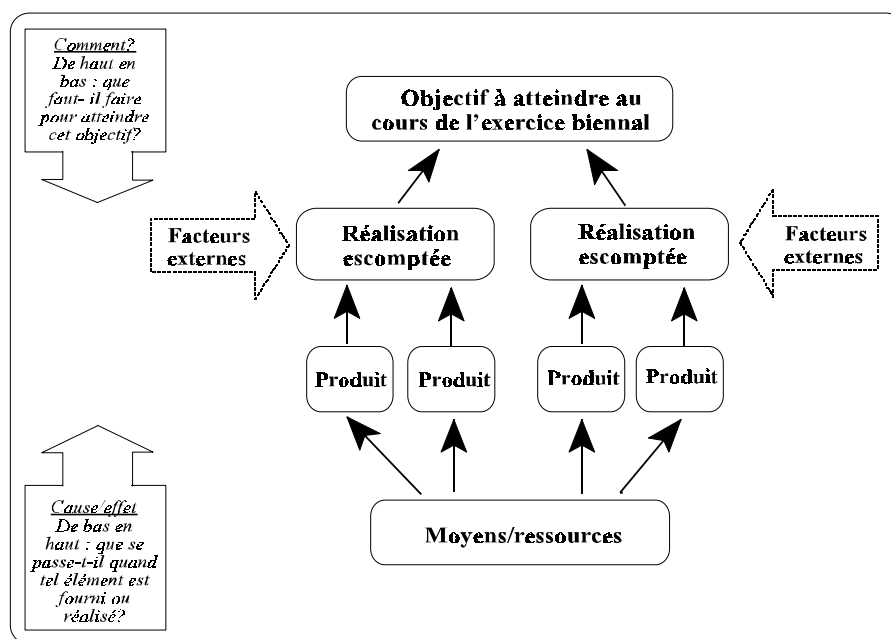 Comment?
De haut en
bas : que
faut- il faire
pour atteindre
cet objectif?
Objectif à atteindre au
cours de l'exercice biennal
Facteurs
externes
Réalisation
escomptée
Réalisation
escomptée
Facteurs
externes
Produit
Produit
Produit
Produit
Cause/effet
De bas en
haut : que se
passe-t-il quand
tel élément est
fourni ou
réalisé?
Moyens/ressources